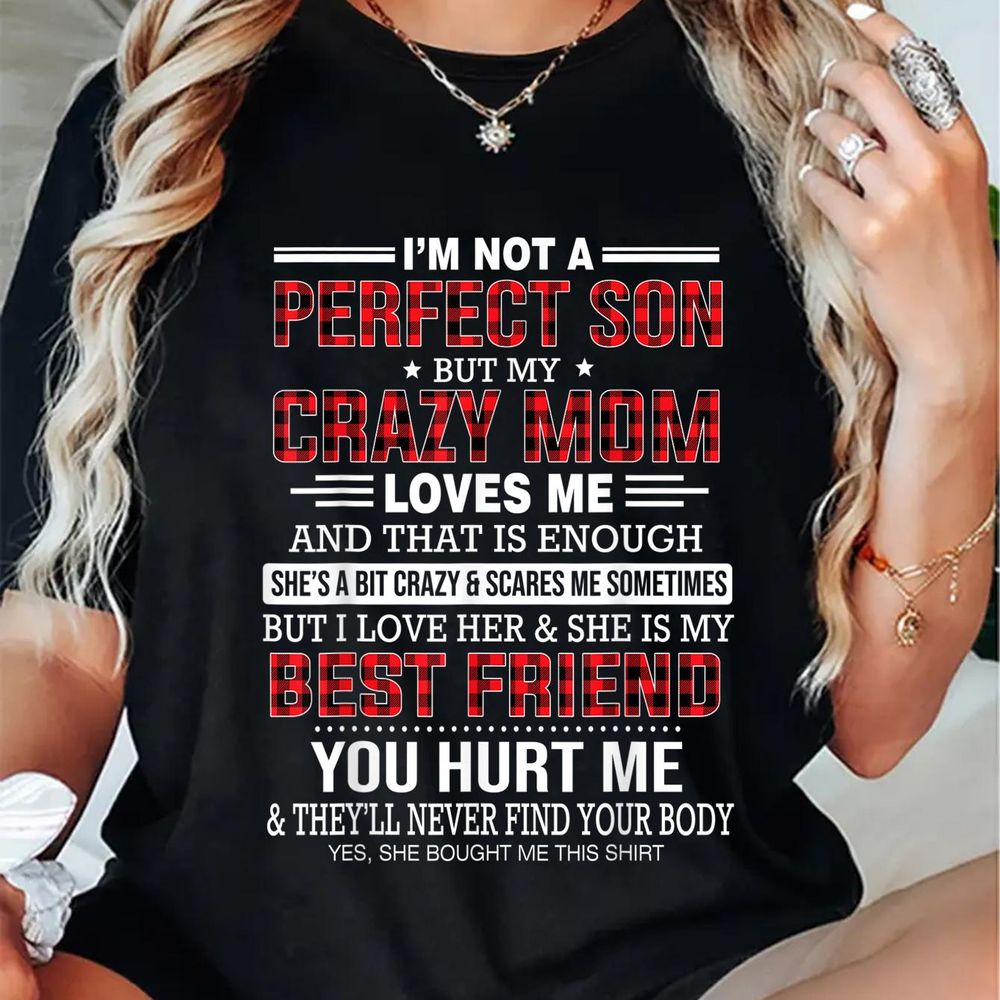 I'M NOT A
PERFECT SON
BUT MY
CRAZY MOM
LOVES ME
AND THAT IS ENOUGH
SHE'S A BIT CRAZY & SCARES ME SOMETIMES
BUT I LOVE HER & SHE IS MY
BEST FRIEND
YOU HURT ME
& THEY'LL NEVER FIND YOUR BODY
YES, SHE BOUGHT ME THIS SHIRT